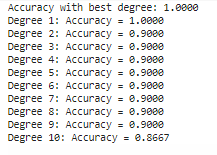 Accuracy with best degree: 1.0000
Degree 1: Accuracy = 1.0000
Degree 2: Accuracy = 0.9000
Degree 3: Accuracy = 0.9000
Degree 4: Accuracy = 0.9000
Degree 5: Accuracy = 0.9000
Degree 6: Accuracy = 0.9000
Degree 7: Accuracy = 0.9000
Degree 8: Accuracy = 0.9000
Degree 9: Accuracy = 0.9000
Degree 10: Accuracy = 0.8667